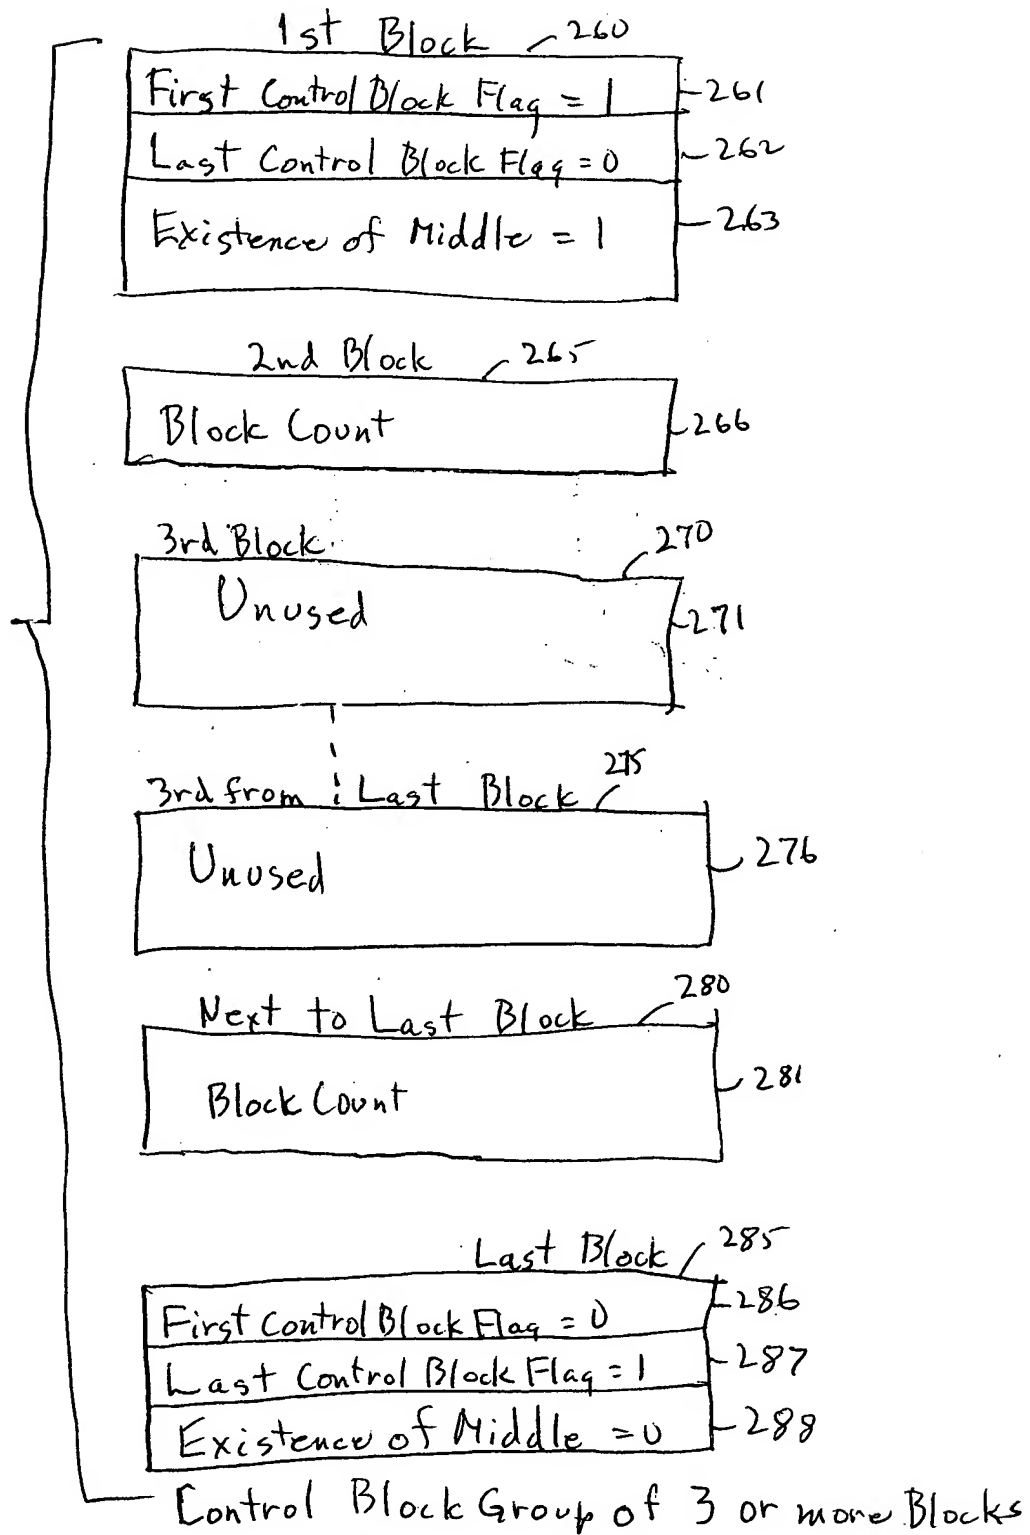 1st Block 260
First Control Block Flag = 1 261
Last Control Block Flag = 0 262
Existence of Middle = 1 263
2nd Block 265
Block Count 266
3rd Block 270
Unused 271
3rd from Last Block 275
Unused 276
Next to Last Block 280
Block Count 281
Last Block 285
First Control Block Flag = 0 286
Last Control Block Flag = 1 287
Existence of Middle = 0 288
Control Block Group of 3 or more Blocks